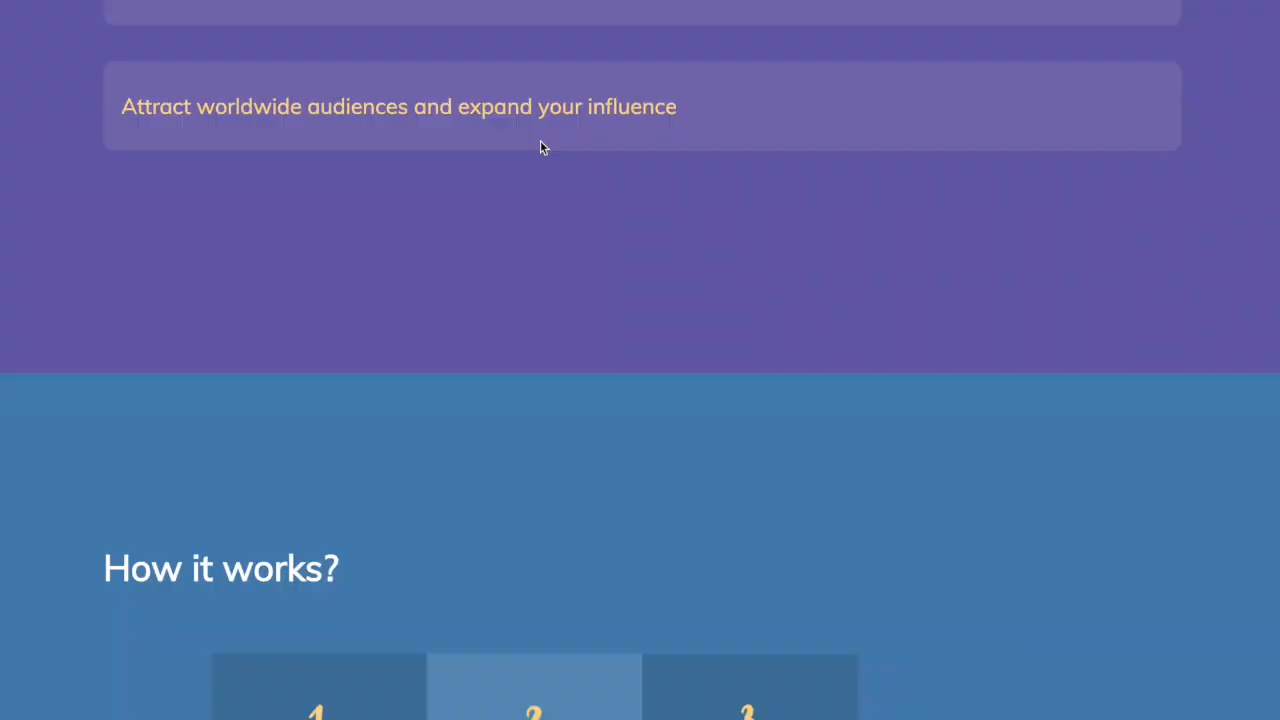 Attract worldwide audiences and expand your influence
How it works?
1 2 3